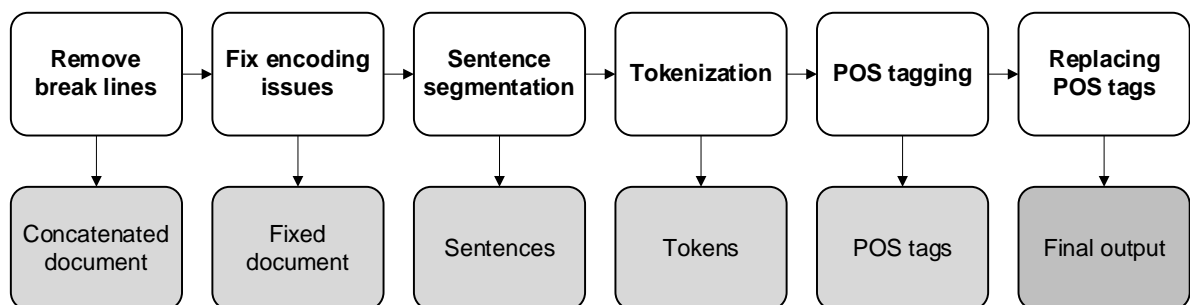 Remove
break lines
Fix encoding
issues
Sentence
segmentation
Tokenization
POS tagging
Replacing
POS tags
Concatenated
document
Fixed
document
Sentences
Tokens
POS tags
Final output